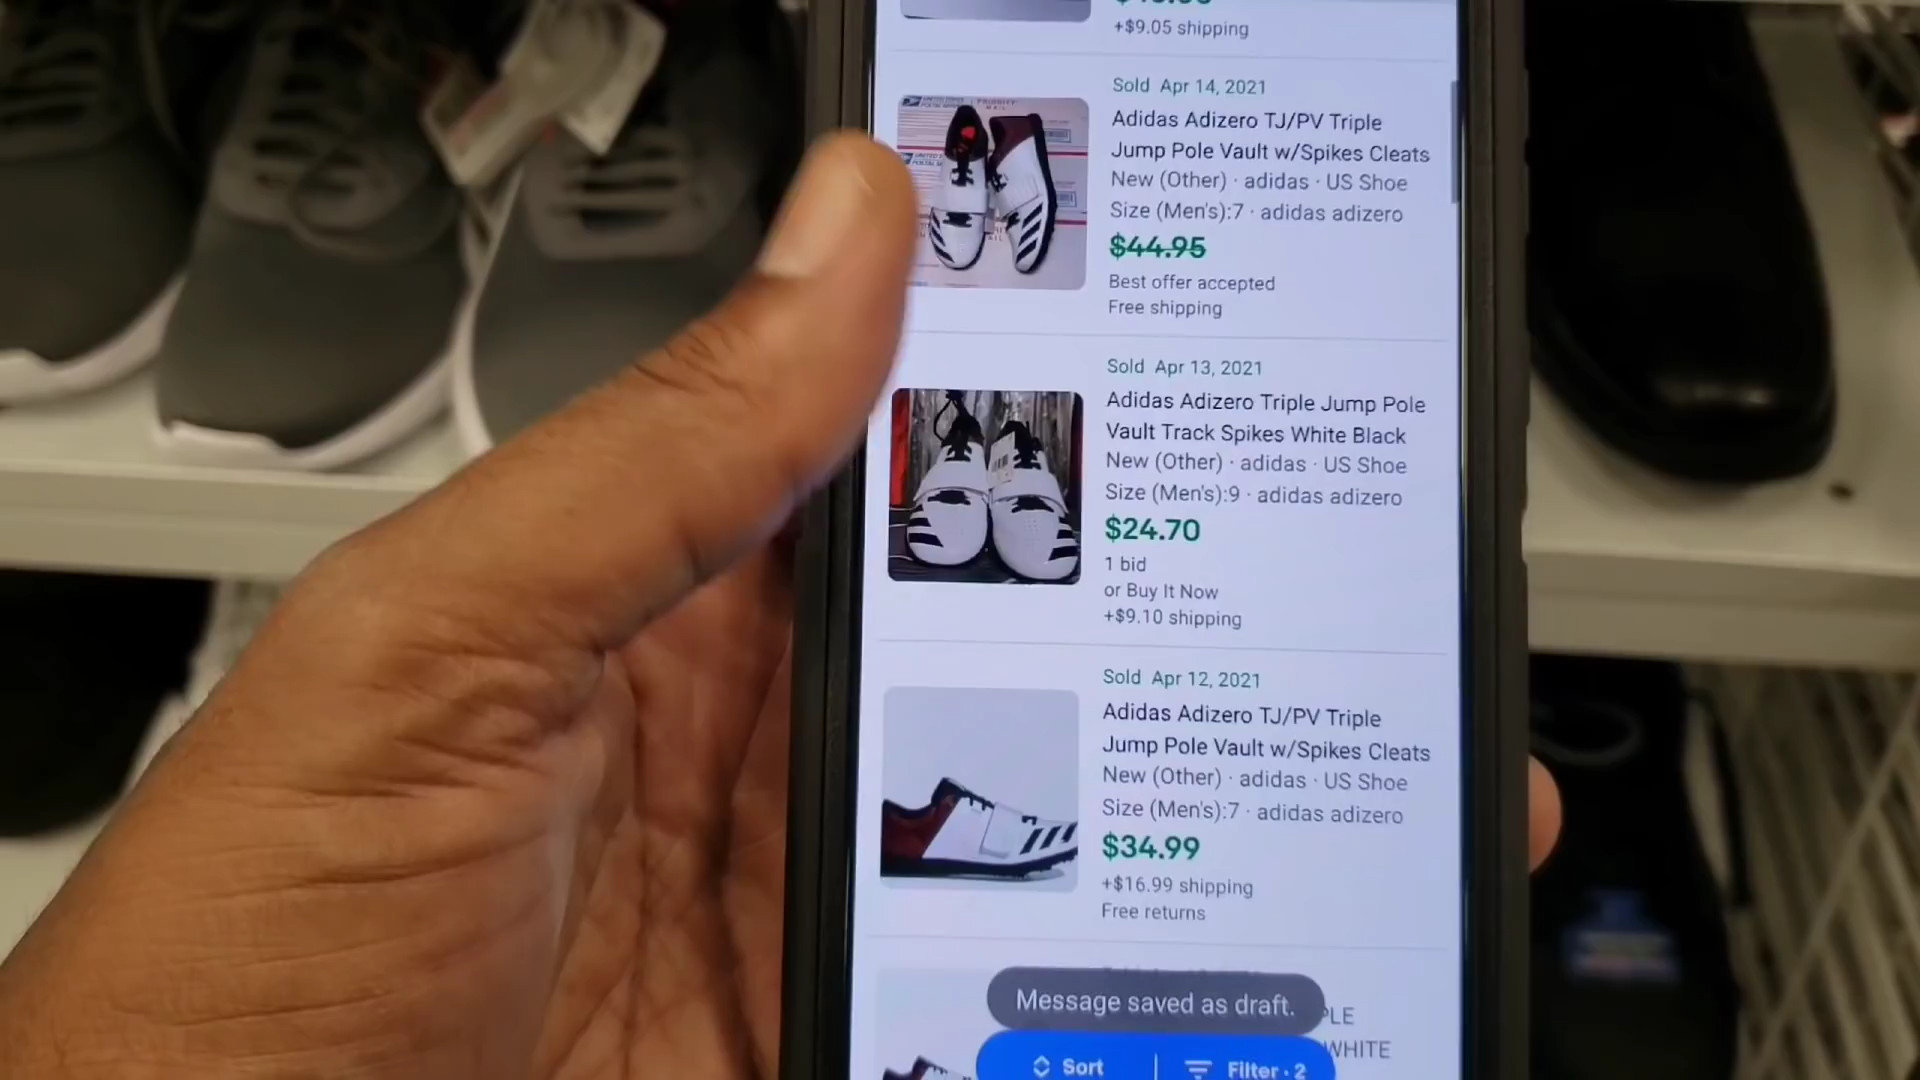 +$9.05 shipping
Sold Apr 14, 2021
Adidas Adizero TJ/PV Triple
Jump Pole Vault w/Spikes Cleats
New (Other) · adidas · US Shoe
Size (Men's):7 · adidas adizero
$44.95
Best offer accepted
Free shipping
Sold Apr 13, 2021
Adidas Adizero Triple Jump Pole
Vault Track Spikes White Black
New (Other) · adidas · US Shoe
Size (Men's):9 · adidas adizero
$24.70
1 bid
or Buy It Now
+$9.10 shipping
Sold Apr 12, 2021
Adidas Adizero TJ/PV Triple
Jump Pole Vault w/Spikes Cleats
New (Other) · adidas · US Shoe
Size (Men's):7 · adidas adizero
$34.99
+$16.99 shipping
Free returns
Message saved as draft.
PLE
WHITE
Sort
Filter · 2